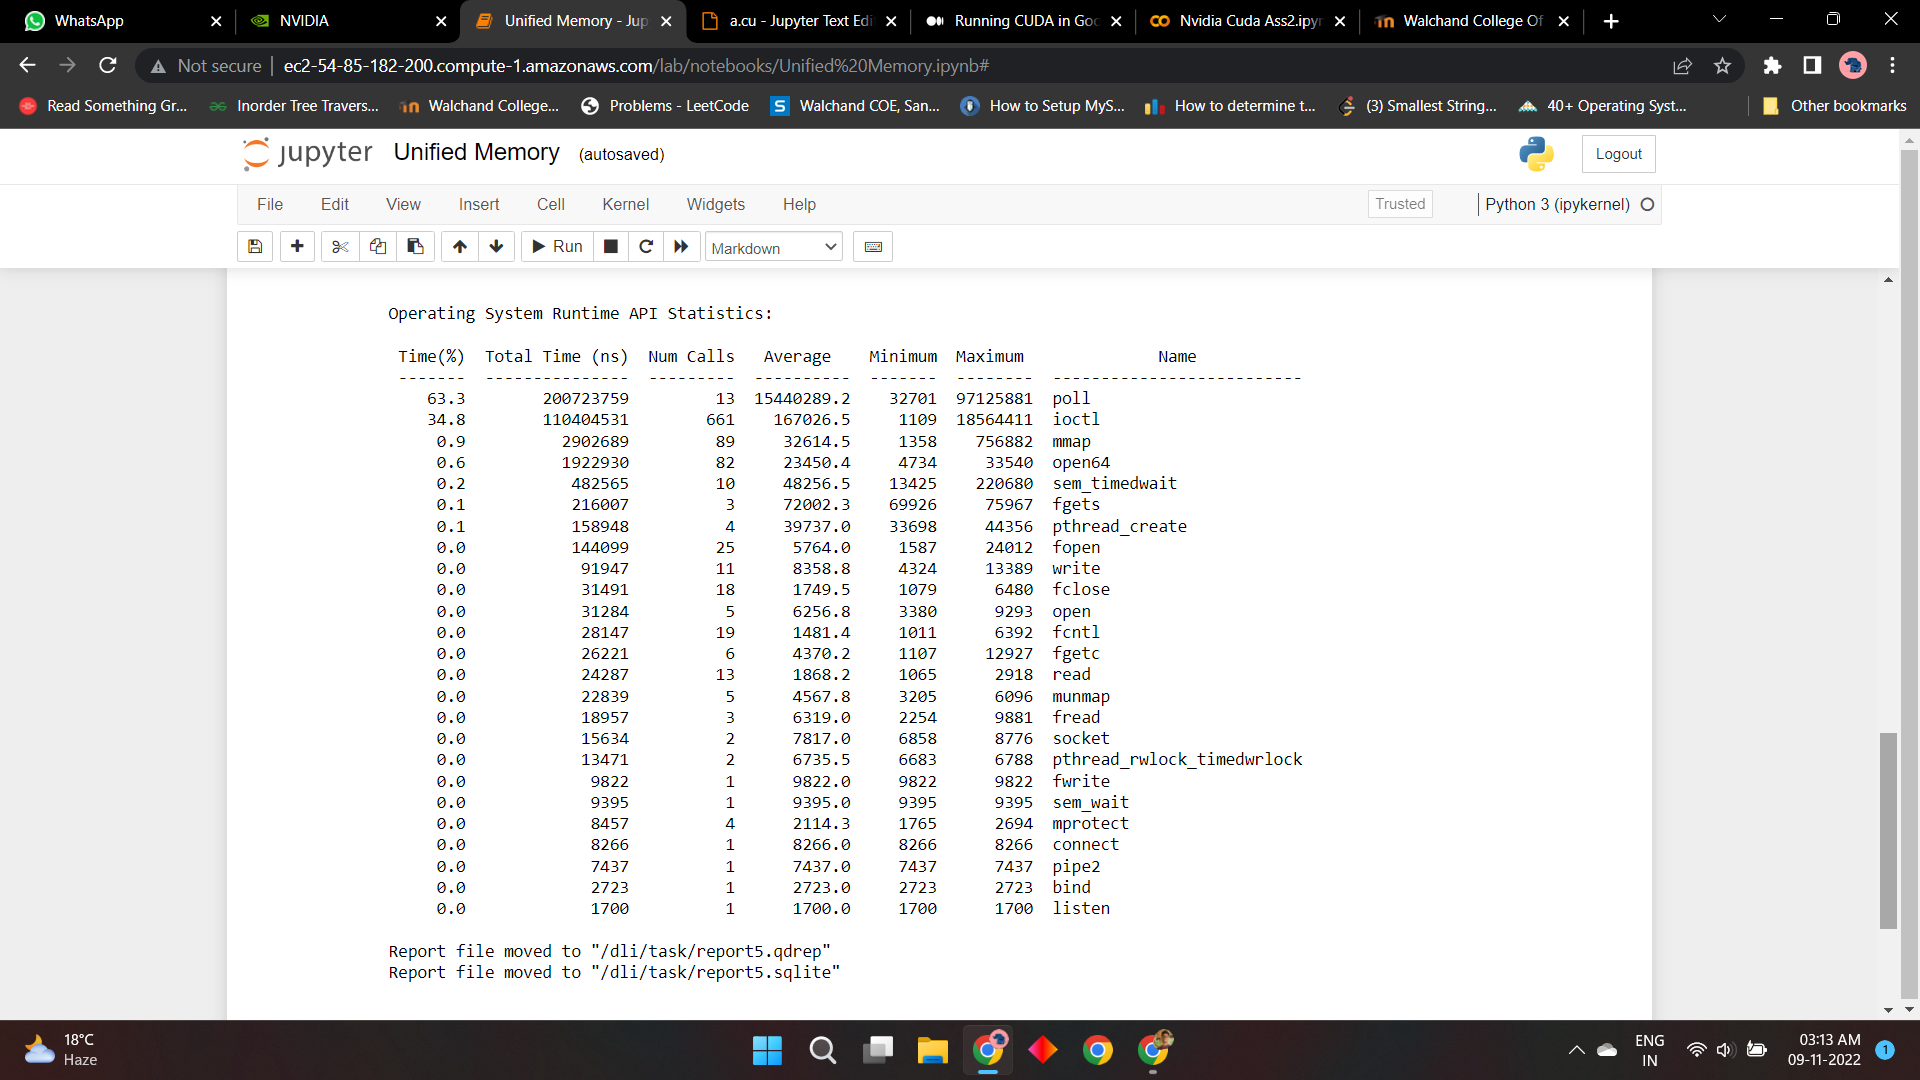 WhatsApp
NVIDIA
Unified Memory - Jup
a.cu - Jupyter Text Edi
Running CUDA in Goo
Nvidia Cuda Ass2.ipyn
Walchand College Of
Not secure | ec2-54-85-182-200.compute-1.amazonaws.com/lab/notebooks/Unified%20Memory.ipynb#
Read Something Gr...
Inorder Tree Travers...
Walchand College...
Problems - LeetCode
Walchand COE, San...
How to Setup MyS...
How to determine t...
(3) Smallest String...
40+ Operating Syst...
Other bookmarks
jupyter Unified Memory (autosaved)
Logout
File Edit View Insert Cell Kernel Widgets Help
Trusted
Python 3 (ipykernel)
Run
Markdown
Operating System Runtime API Statistics:
Time(%) Total Time (ns) Num Calls Average Minimum Maximum Name
------- --------------- --------- ---------- ------- -------- --------------------------
63.3 200723759 13 15440289.2 32701 97125881 poll
34.8 110404531 661 167026.5 1109 18564411 ioctl
0.9 2902689 89 32614.5 1358 756882 mmap
0.6 1922930 82 23450.4 4734 33540 open64
0.2 482565 10 48256.5 13425 220680 sem_timedwait
0.1 216007 3 72002.3 69926 75967 fgets
0.1 158948 4 39737.0 33698 44356 pthread_create
0.0 144099 25 5764.0 1587 24012 fopen
0.0 91947 11 8358.8 4324 13389 write
0.0 31491 18 1749.5 1079 6480 fclose
0.0 31284 5 6256.8 3380 9293 open
0.0 28147 19 1481.4 1011 6392 fcntl
0.0 26221 6 4370.2 1107 12927 fgetc
0.0 24287 13 1868.2 1065 2918 read
0.0 22839 5 4567.8 3205 6096 munmap
0.0 18957 3 6319.0 2254 9881 fread
0.0 15634 2 7817.0 6858 8776 socket
0.0 13471 2 6735.5 6683 6788 pthread_rwlock_timedwrlock
0.0 9822 1 9822.0 9822 9822 fwrite
0.0 9395 1 9395.0 9395 9395 sem_wait
0.0 8457 4 2114.3 1765 2694 mprotect
0.0 8266 1 8266.0 8266 8266 connect
0.0 7437 1 7437.0 7437 7437 pipe2
0.0 2723 1 2723.0 2723 2723 bind
0.0 1700 1 1700.0 1700 1700 listen
Report file moved to "/dli/task/report5.qdrep"
Report file moved to "/dli/task/report5.sqlite"
18°C
Haze
ENG
IN
03:13 AM
09-11-2022
1